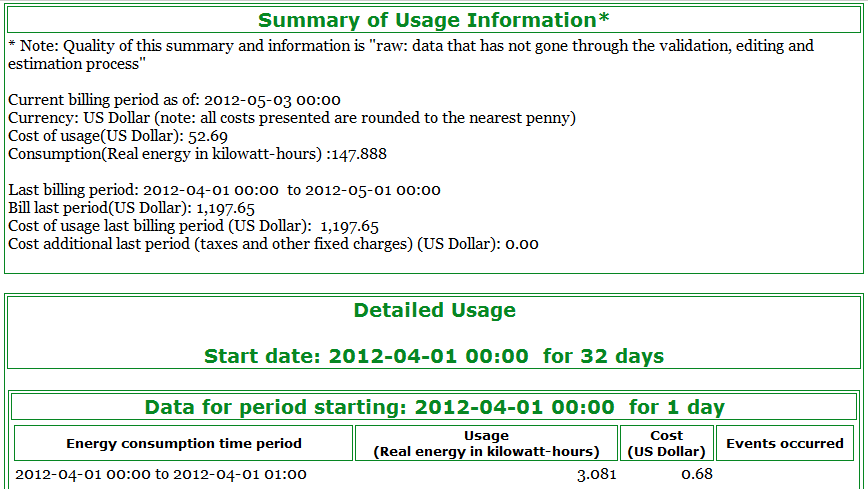 Summary of Usage Information*
* Note: Quality of this summary and information is "raw: data that has not gone through the validation, editing and
estimation process"
Current billing period as of: 2012-05-03 00:00
Currency: US Dollar (note: all costs presented are rounded to the nearest penny)
Cost of usage(US Dollar): 52.69
Consumption(Real energy in kilowatt-hours) :147.888
Last billing period: 2012-04-01 00:00  to 2012-05-01 00:00
Bill last period(US Dollar): 1,197.65
Cost of usage last billing period (US Dollar):  1,197.65
Cost additional last period (taxes and other fixed charges) (US Dollar): 0.00
Detailed Usage
Start date: 2012-04-01 00:00  for 32 days
Data for period starting: 2012-04-01 00:00  for 1 day
Energy consumption time period
Usage
(Real energy in kilowatt-hours)
Cost
(US Dollar)
Events occurred
2012-04-01 00:00 to 2012-04-01 01:00 3.081 0.68